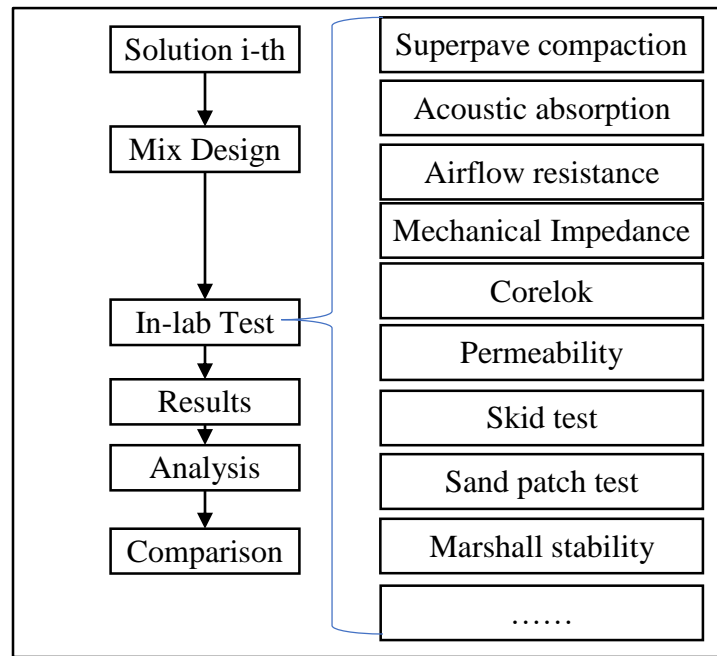 Solution i-th
Mix Design
In-lab Test
Results
Analysis
Comparison
Superpave compaction
Acoustic absorption
Airflow resistance
Mechanical Impedance
Corelok
Permeability
Skid test
Sand patch test
Marshall stability
……